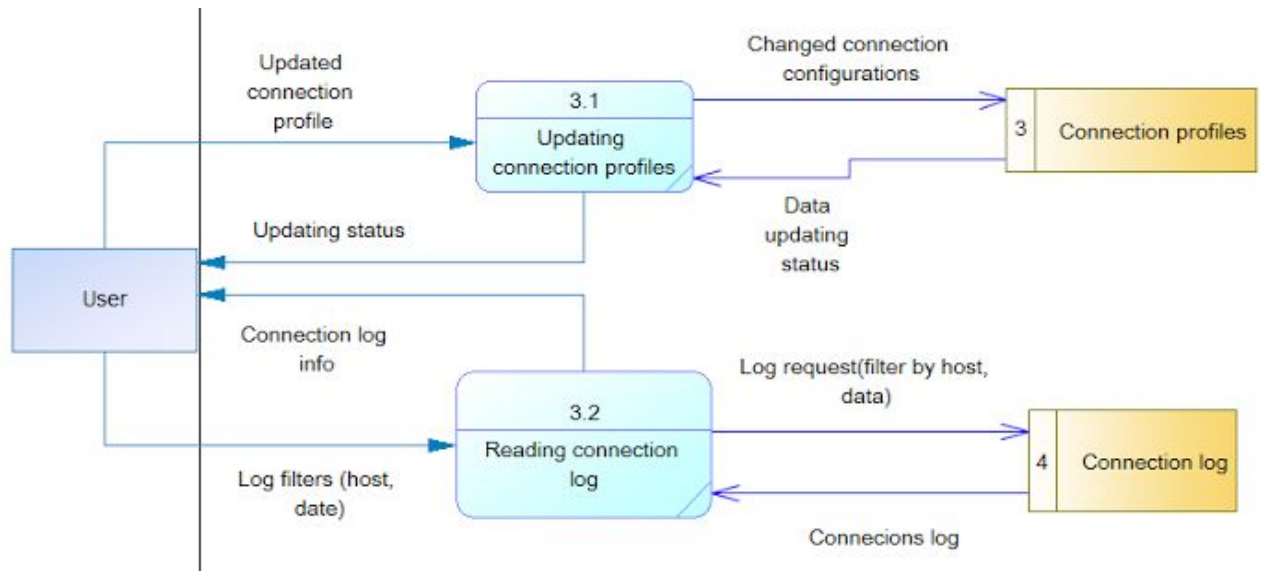 Updated
connection
profile
Changed connection
configurations
3.1
Updating
connection profiles
3
Connection profiles
Updating status
Data
updating
status
User
Connection log
info
Log request(filter by host,
data)
3.2
Reading connection
log
4
Connection log
Log filters (host,
date)
Connecions log